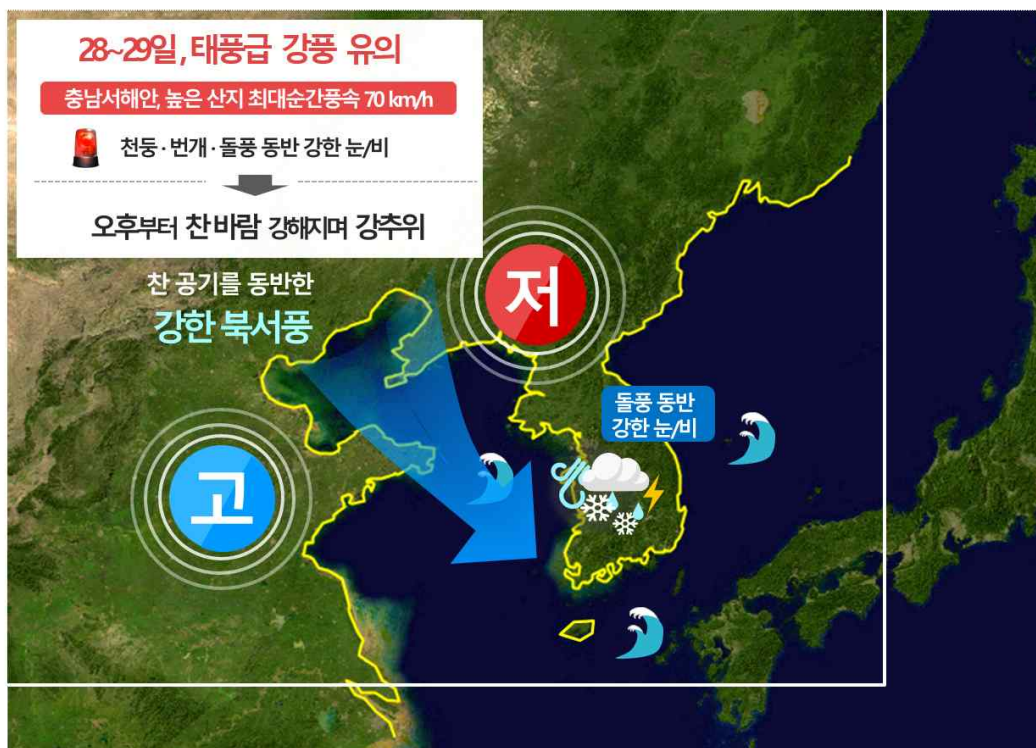 28~29일, 태풍급 강풍 유의
충남서해안, 높은 산지 최대순간풍속 70 km/h
천둥·번개·돌풍 동반 강한 눈/비
오후부터 찬 바람 강해지며 강추위
찬 공기를 동반한
강한 북서풍
저
돌풍 동반
강한 눈/비
고